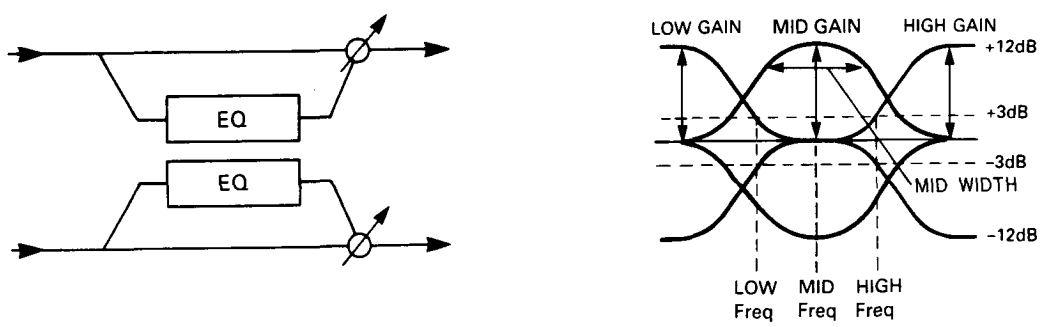 EQ
EQ
LOW GAIN MID GAIN HIGH GAIN
+12dB
+3dB
-3dB
MID WIDTH
-12dB
LOW MID HIGH
Freq Freq Freq